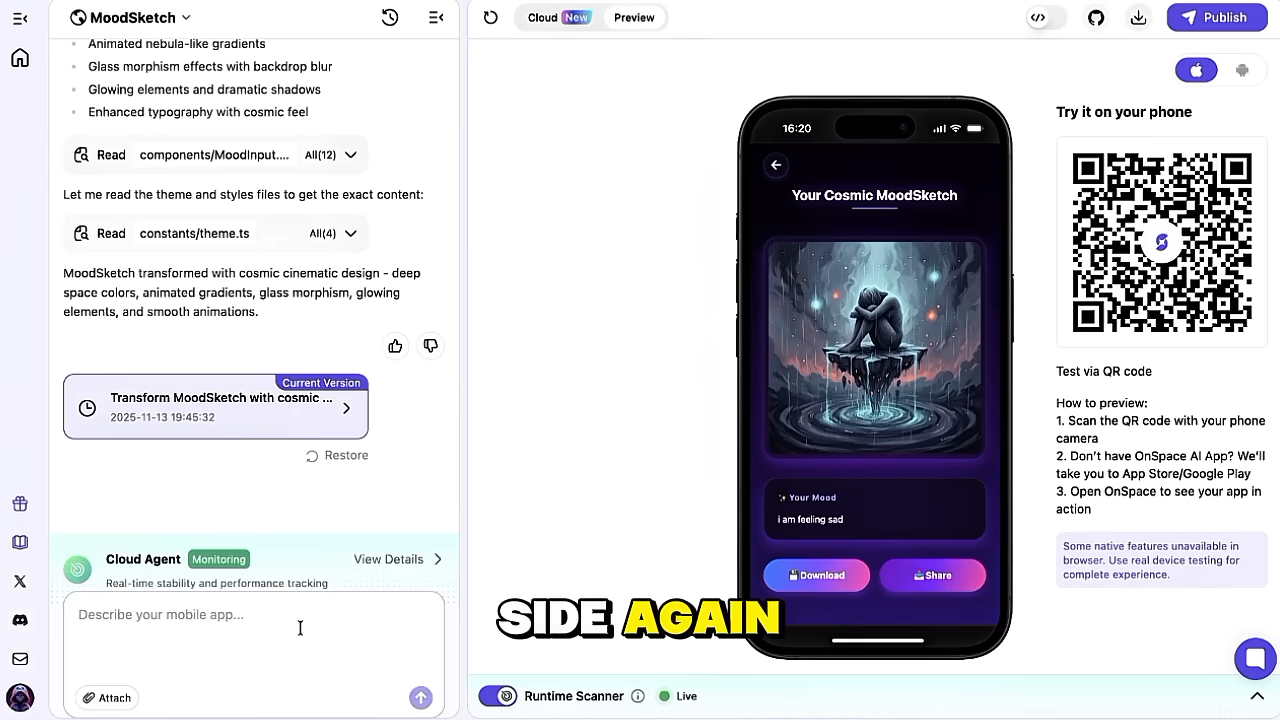 MoodSketch
Cloud New
Preview
Publish
Animated nebula-like gradients
Glass morphism effects with backdrop blur
Glowing elements and dramatic shadows
Enhanced typography with cosmic feel
Read components/MoodInput.... All(12)
Let me read the theme and styles files to get the exact content:
Read constants/theme.ts All(4)
MoodSketch transformed with cosmic cinematic design - deep
space colors, animated gradients, glass morphism, glowing
elements, and smooth animations.
Current Version
Transform MoodSketch with cosmic ...
2025-11-13 19:45:32
Restore
Cloud Agent Monitoring View Details
Real-time stability and performance tracking
Describe your mobile app...
Attach
16:20
Your Cosmic MoodSketch
✨ Your Mood
i am feeling sad
Download
Share
SIDE AGAIN
Runtime Scanner Live
Try it on your phone
Test via QR code
How to preview:
1. Scan the QR code with your phone
camera
2. Don't have OnSpace AI App? We'll
take you to App Store/Google Play
3. Open OnSpace to see your app in
action
Some native features unavailable in
browser. Use real device testing for
complete experience.